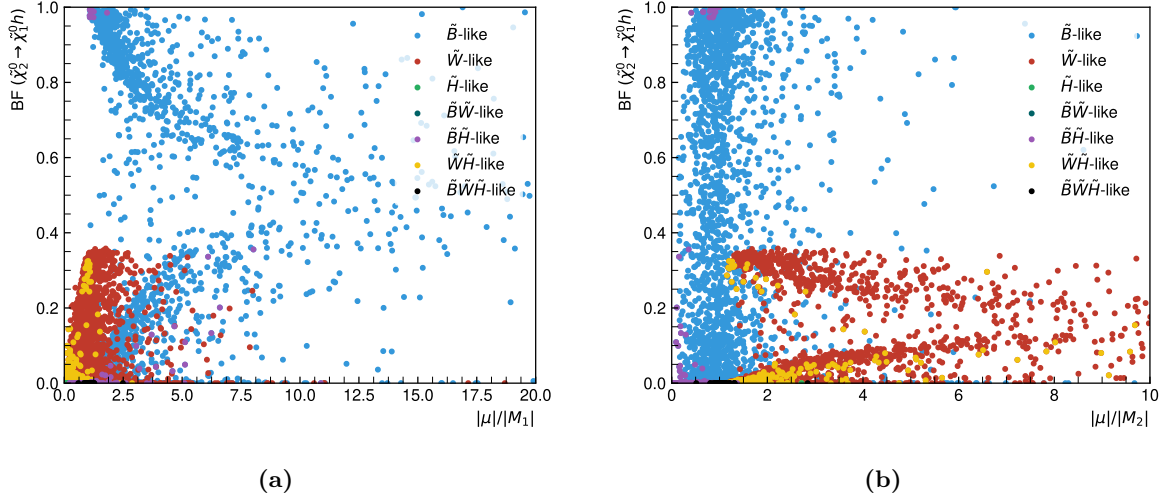 BF (χ̃⁰₂ → χ̃⁰₁h)
1.0
0.8
0.6
0.4
0.2
0.0
B̃-like
W̃-like
H̃-like
B̃W̃-like
B̃H̃-like
W̃H̃-like
B̃W̃H̃-like
0.0 2.5 5.0 7.5 10.0 12.5 15.0 17.5 20.0
|μ|/|M₁|
(a)
BF (χ̃⁰₂ → χ̃⁰₁h)
1.0
0.8
0.6
0.4
0.2
0.0
B̃-like
W̃-like
H̃-like
B̃W̃-like
B̃H̃-like
W̃H̃-like
B̃W̃H̃-like
0 2 4 6 8 10
|μ|/|M₂|
(b)